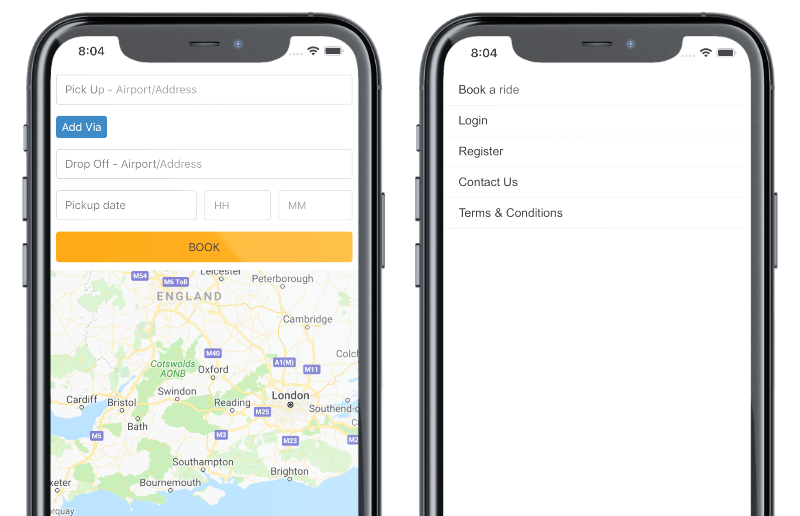 8:04
Pick Up - Airport/Address
Add Via
Drop Off - Airport/Address
Pickup date
HH
MM
BOOK
M54
Leicester
M6 Toll
Peterborough
ENGLAND
Cambridge
Colch
M40
Cotswolds
AONB
Oxford
A1(M)
M11
Swindon
London
Cardiff
Bristol
Reading
M25
Southend-o
Bath
M5
M3
M23
M2
Southampton
Brighton
xeter
Bournemouth
orquay
8:04
Book a ride
Login
Register
Contact Us
Terms & Conditions